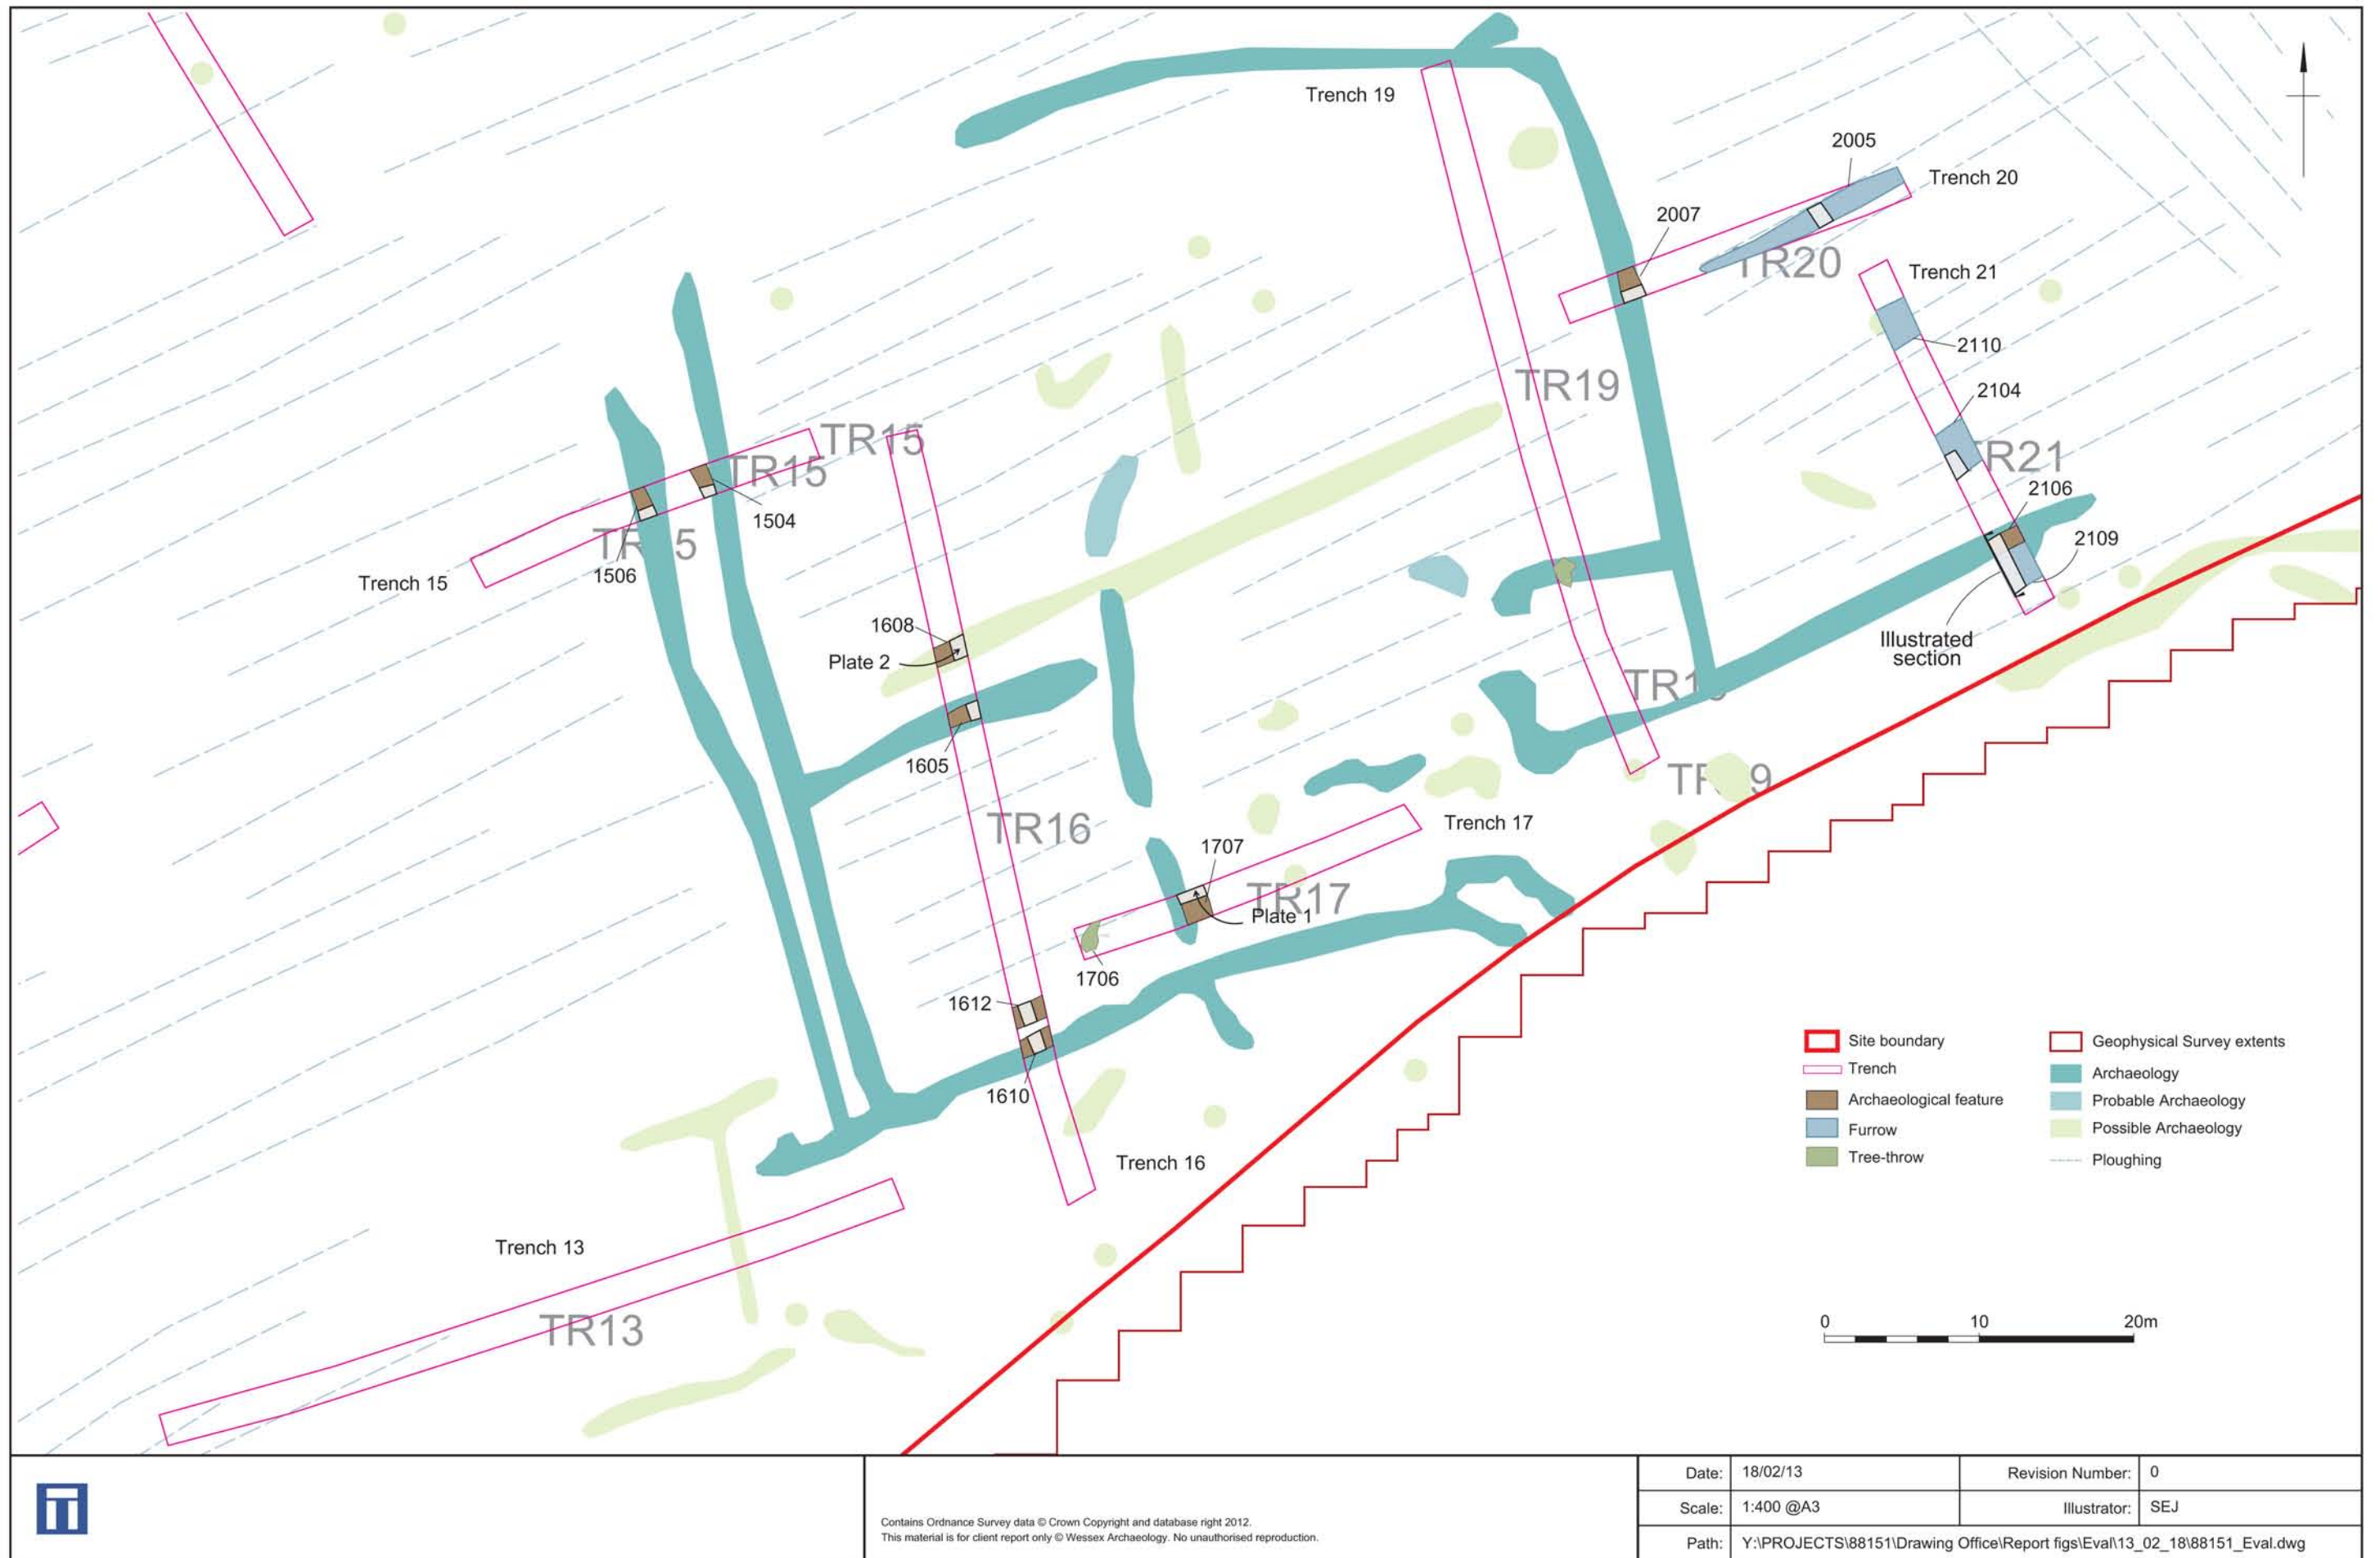 Trench 19
2005
Trench 20
2007
TR20
Trench 21
2110
TR19
2104
TR15
TR15
TR21
2106
1504
2109
TR15
1506
Trench 15
1608
Plate 2
Illustrated
section
TR19
1605
TR19
TR16
Trench 17
1707
TR17
Plate 1
1706
1612
1610
Trench 16
Trench 13
TR13
Site boundary
Trench
Archaeological feature
Furrow
Tree-throw
Geophysical Survey extents
Archaeology
Probable Archaeology
Possible Archaeology
Ploughing
0 10 20m
Contains Ordnance Survey data © Crown Copyright and database right 2012.
This material is for client report only © Wessex Archaeology. No unauthorised reproduction.
Date: 18/02/13 Revision Number: 0
Scale: 1:400 @A3 Illustrator: SEJ
Path: Y:\PROJECTS\88151\Drawing Office\Report figs\Eval\13_02_18\88151_Eval.dwg